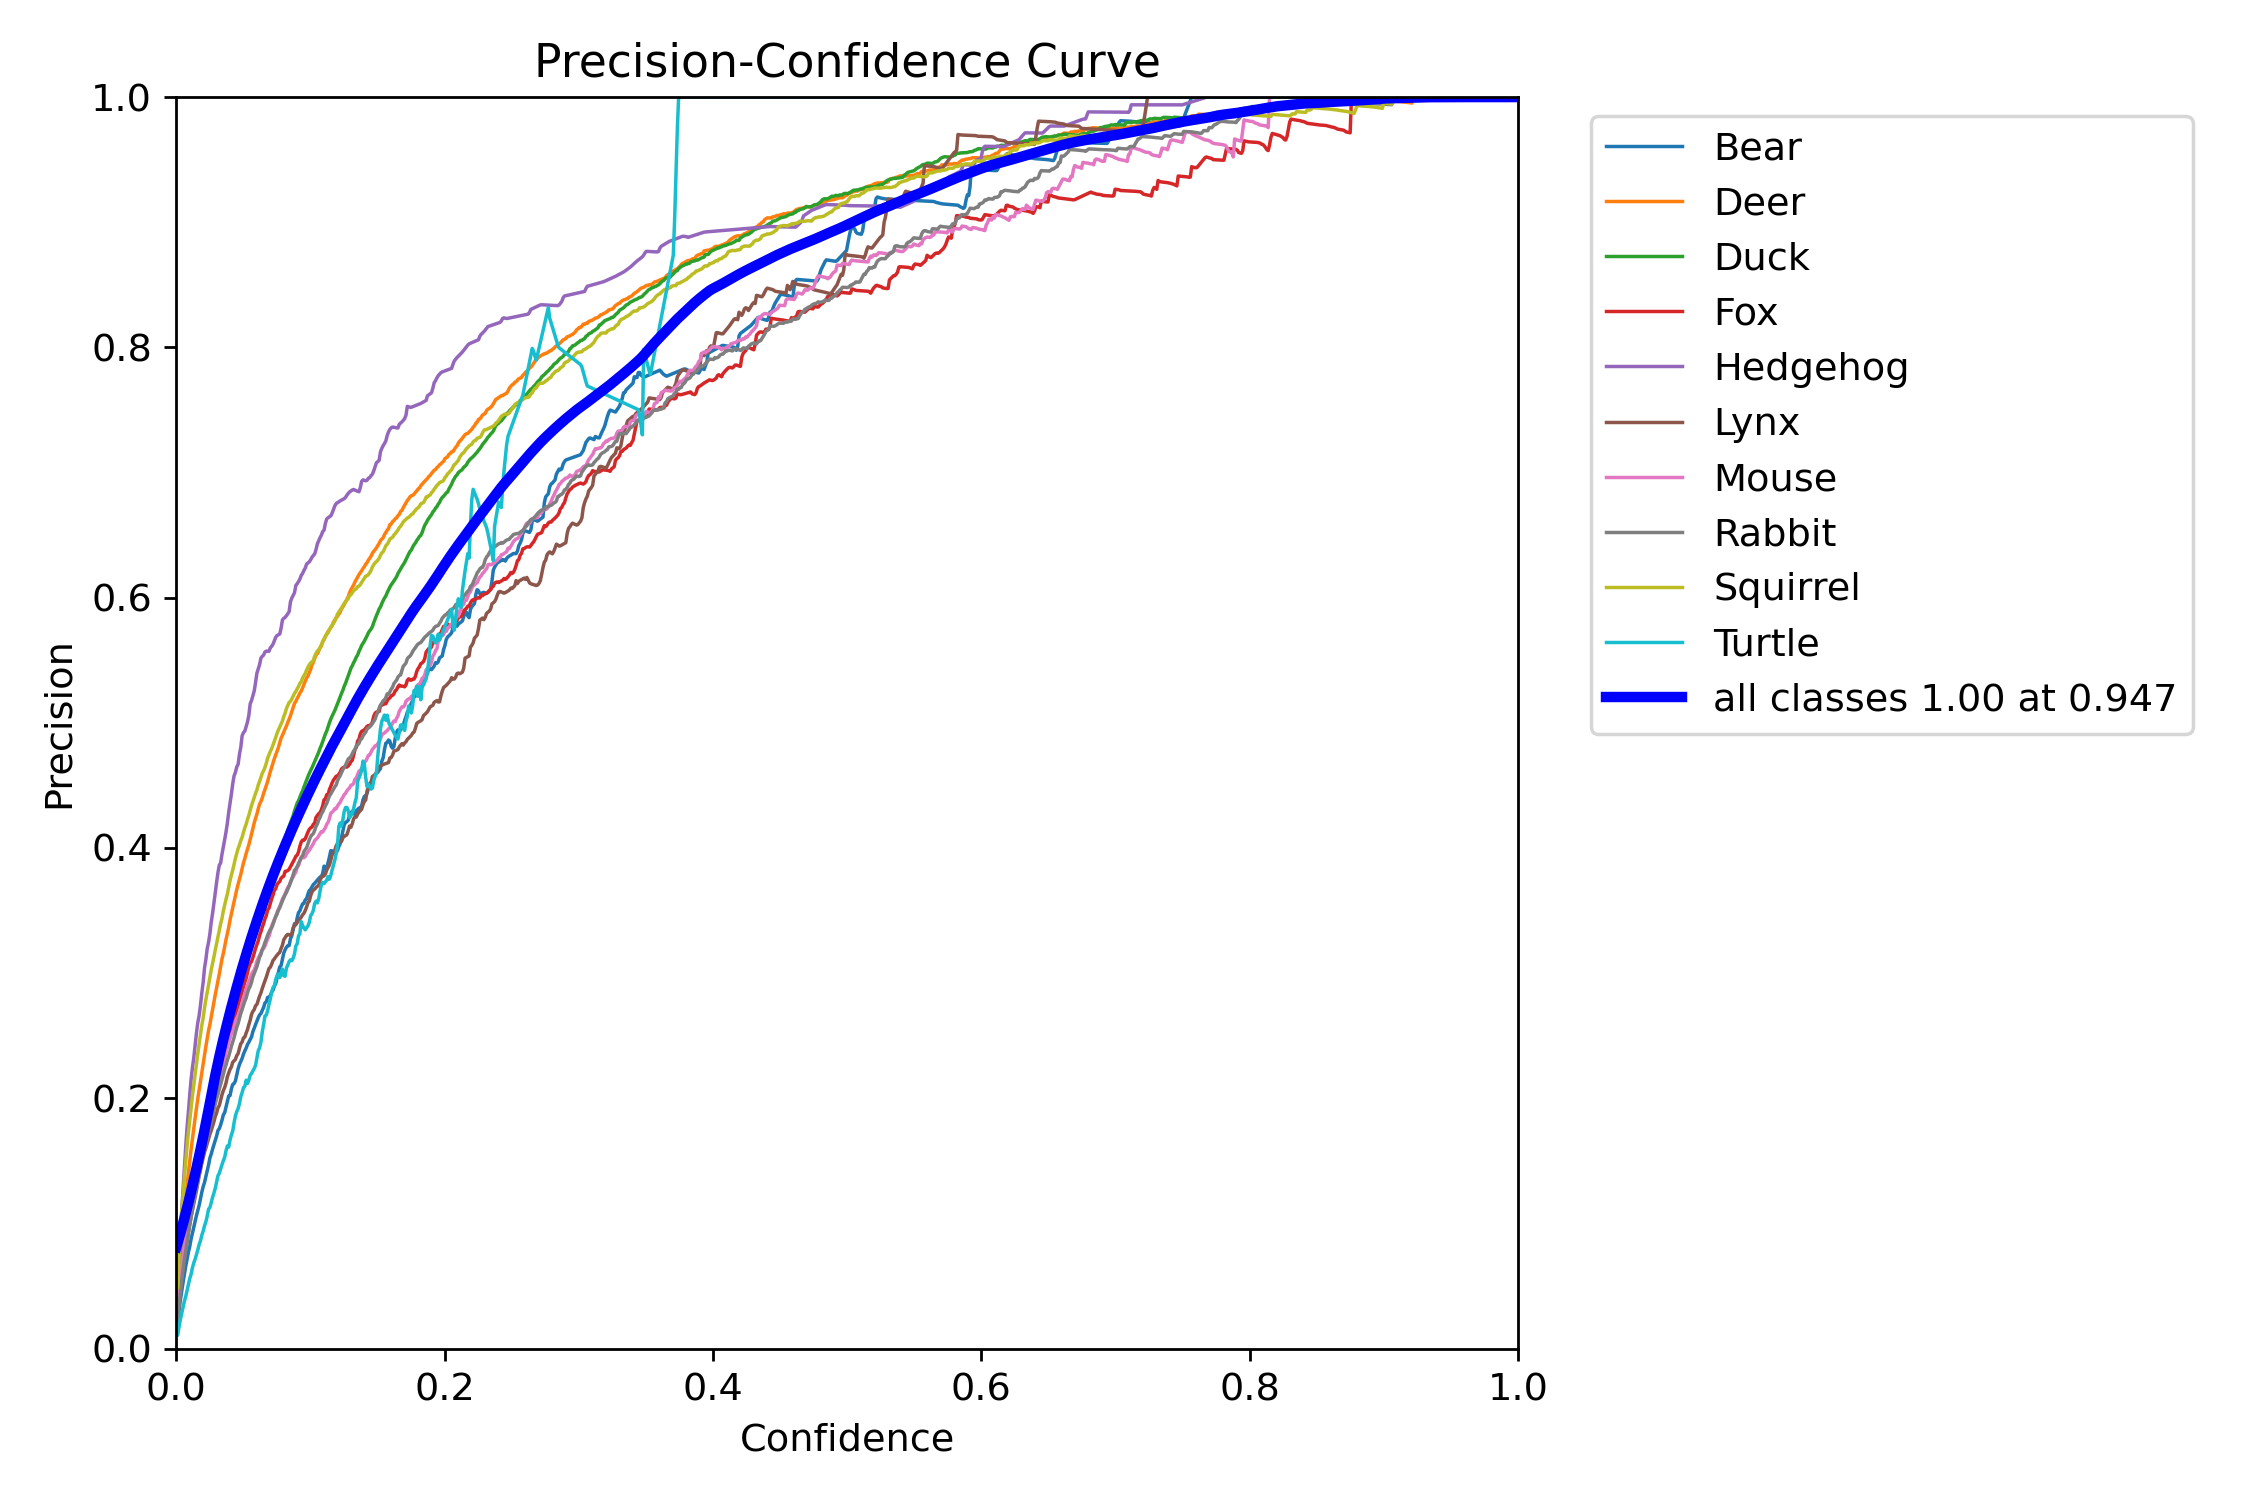 Precision-Confidence Curve
1.0
0.8
0.6
0.4
0.2
0.0
Precision
0.0 0.2 0.4 0.6 0.8 1.0
Confidence
Bear
Deer
Duck
Fox
Hedgehog
Lynx
Mouse
Rabbit
Squirrel
Turtle
all classes 1.00 at 0.947